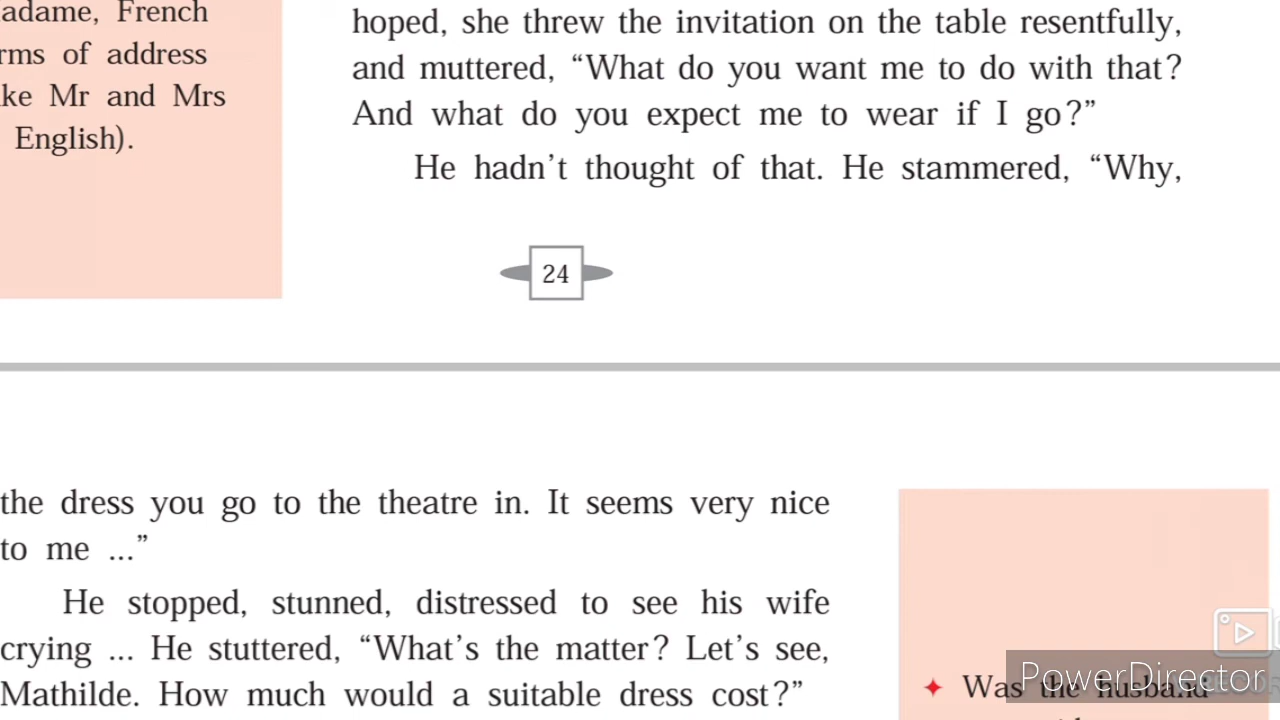 adame, French
rms of address
ke Mr and Mrs
English).
hoped, she threw the invitation on the table resentfully,
and muttered, “What do you want me to do with that?
And what do you expect me to wear if I go?”
He hadn’t thought of that. He stammered, “Why,
24
the dress you go to the theatre in. It seems very nice
to me ...”
He stopped, stunned, distressed to see his wife
crying ... He stuttered, “What’s the matter? Let’s see,
Mathilde. How much would a suitable dress cost?”
✦ Was the husband
PowerDirector